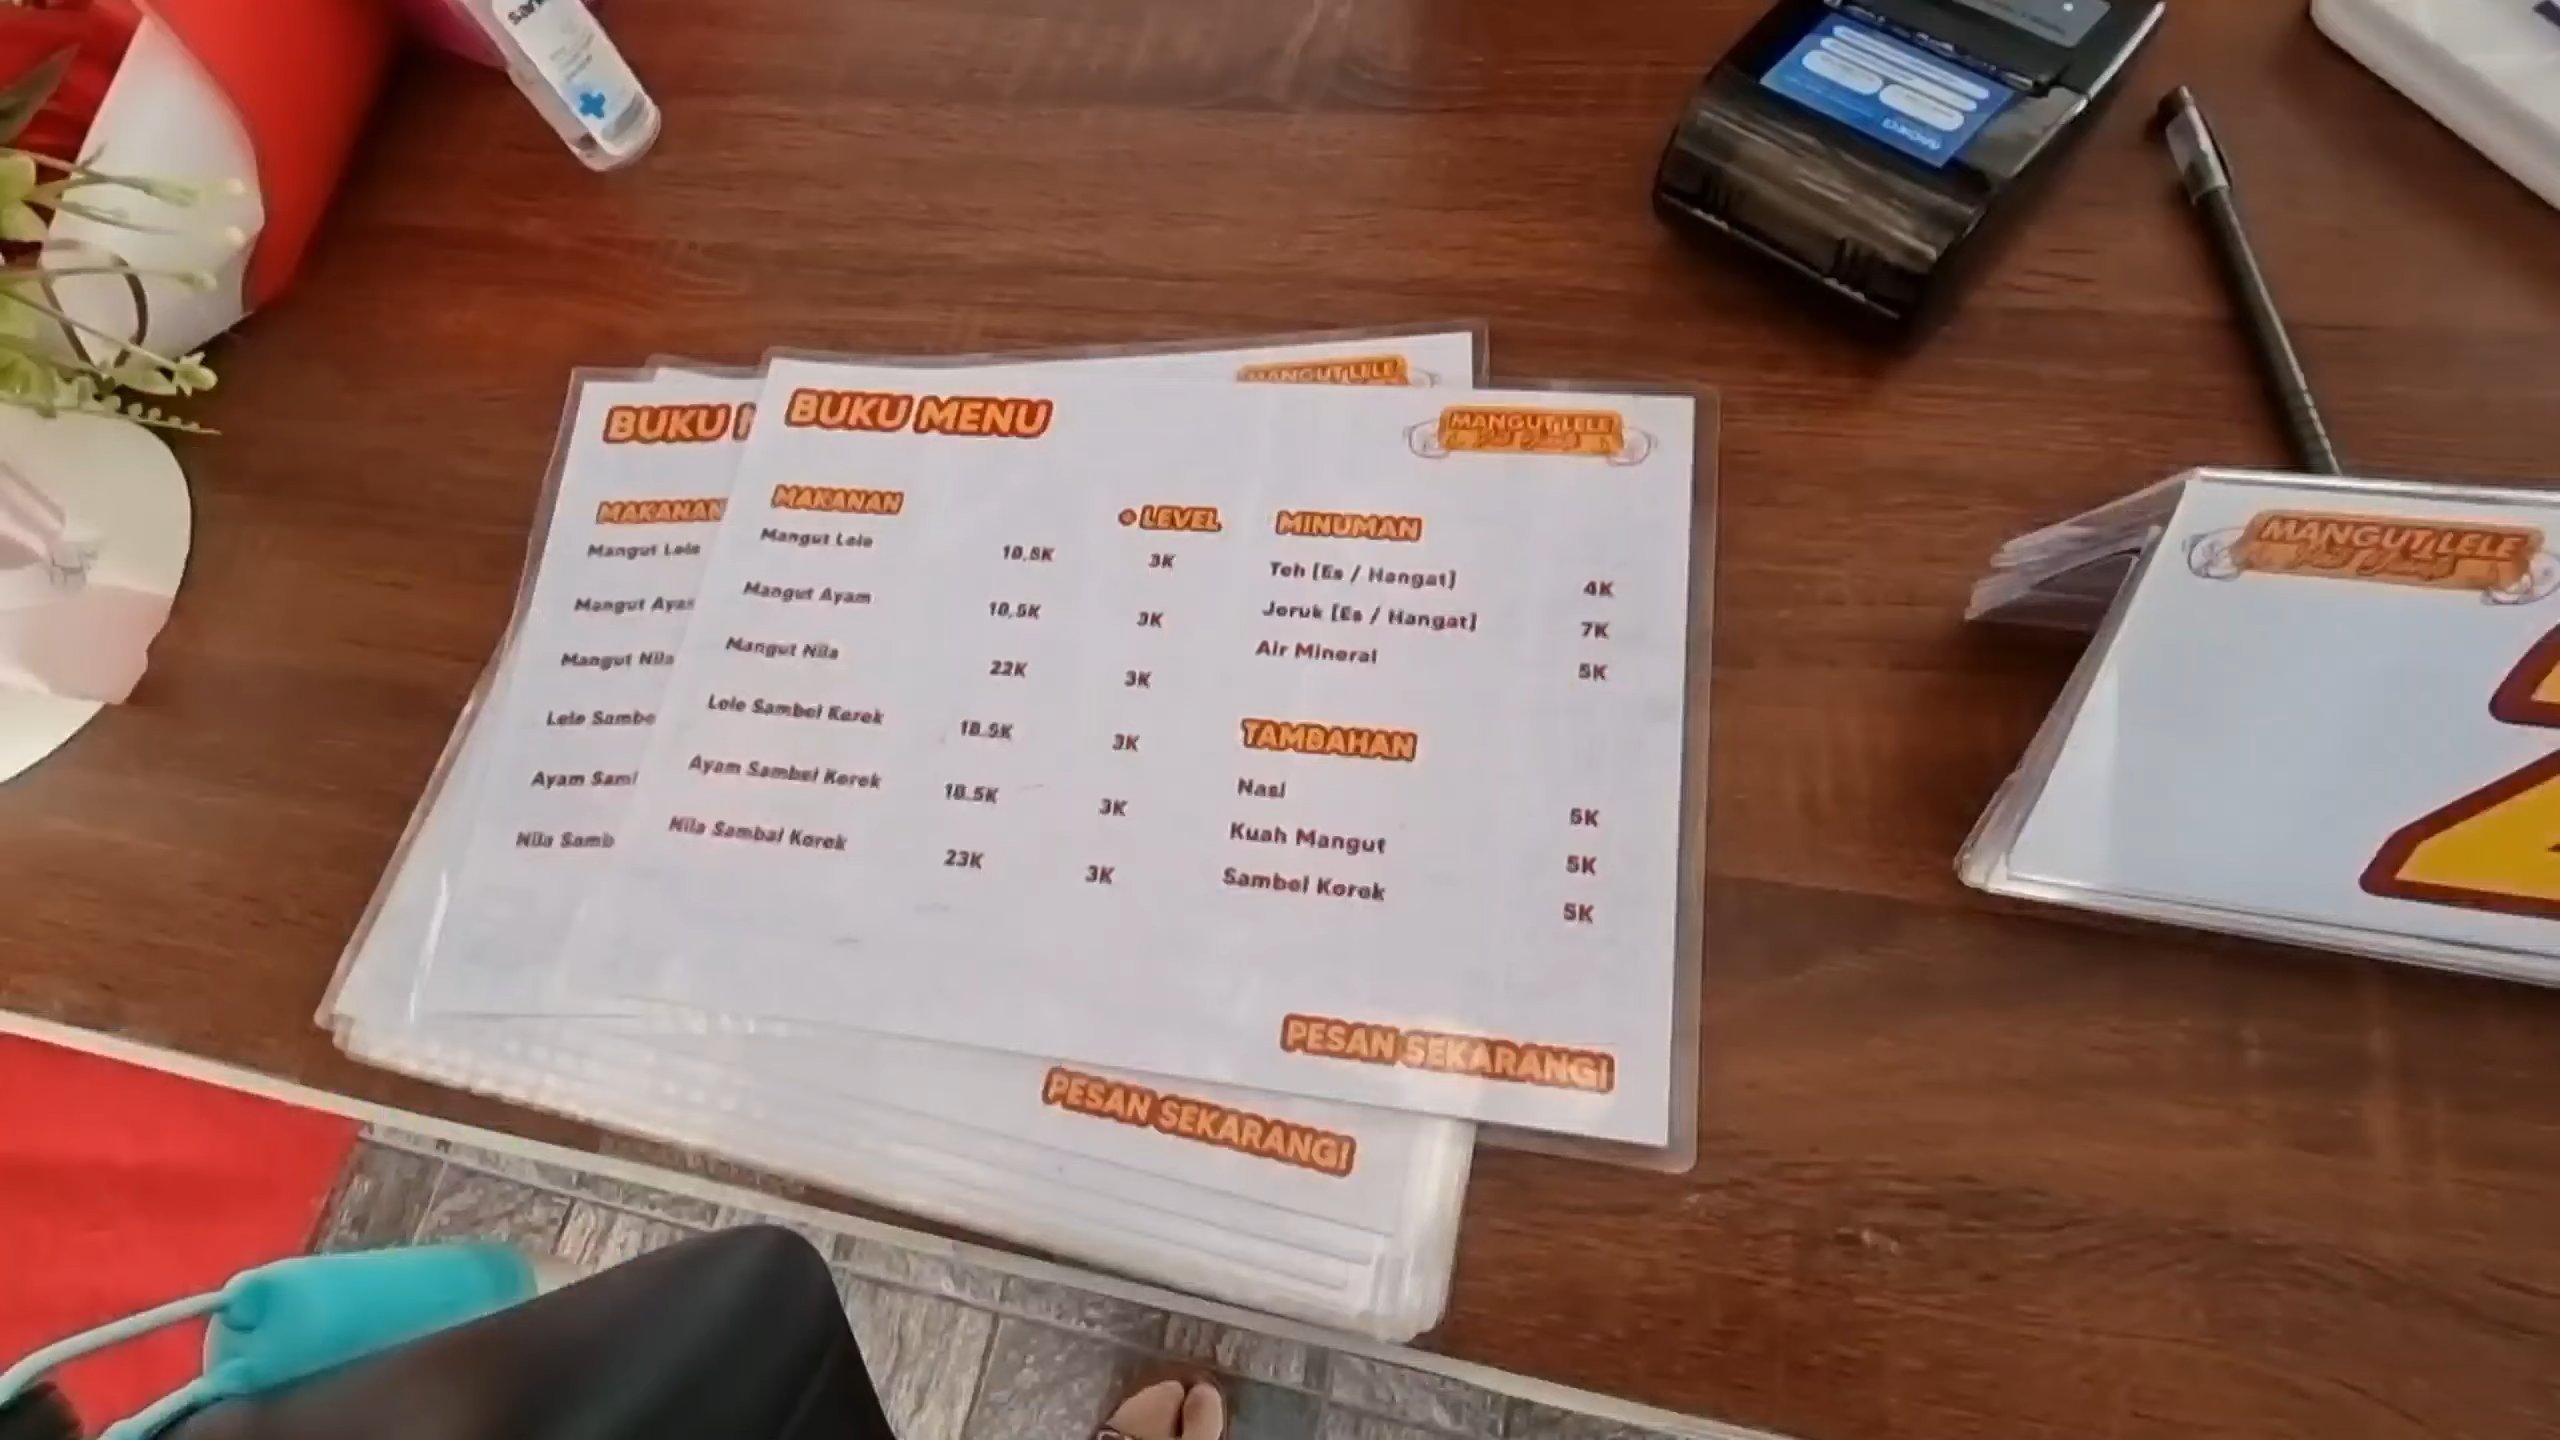 BUKU MENU
MANGUT LELE
MAKANAN
+ LEVEL
Mangut Lele 18.5K 3K
Mangut Ayam 18.5K 3K
Mangut Nila 22K 3K
Lele Sambel Korek 18.5K 3K
Ayam Sambel Korek 18.5K 3K
Nila Sambal Korek 23K 3K
MINUMAN
Teh [Es / Hangat] 4K
Jeruk [Es / Hangat] 7K
Air Mineral 5K
TAMBAHAN
Nasi 5K
Kuah Mangut 5K
Sambel Korek 5K
PESAN SEKARANG!
BUKU
MAKANAN
Mangut Lele
Mangut Aya
Mangut Nila
Lele Sambe
Ayam Sam
Nila Samb
MANGUT LELE
PESAN SEKARANG!
MANGUT LELE